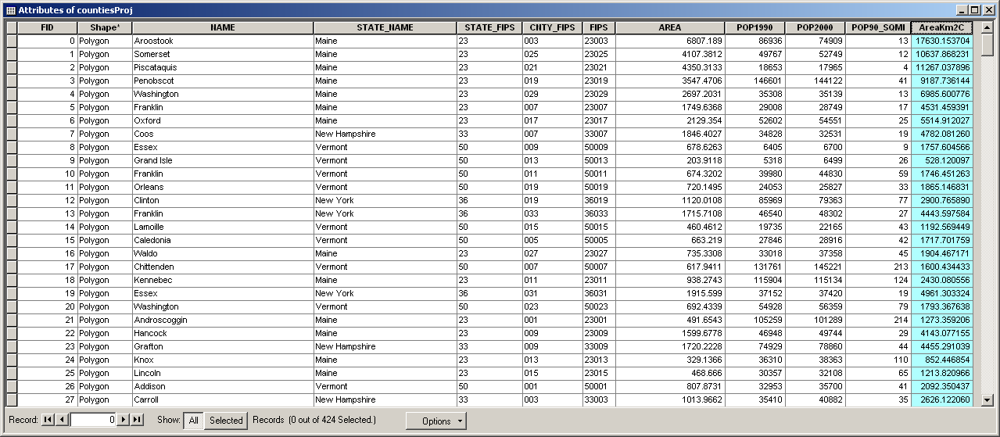 Attributes of countiesProj
FID Shape* NAME STATE_NAME STATE_FIPS CNTY_FIPS FIPS AREA POP1990 POP2000 POP90_SQMI AreaKm2C
0 Polygon Aroostook Maine 23 003 23003 6807.189 86936 74909 13 17630.153704
1 Polygon Somerset Maine 23 025 23025 4107.3812 49767 52749 12 10637.868231
2 Polygon Piscataquis Maine 23 021 23021 4350.3133 18653 17965 4 11267.037896
3 Polygon Penobscot Maine 23 019 23019 3547.4706 146601 144122 41 9187.736144
4 Polygon Washington Maine 23 029 23029 2697.2031 35308 35139 13 6985.600776
5 Polygon Franklin Maine 23 007 23007 1749.6368 29008 28749 17 4531.459391
6 Polygon Oxford Maine 23 017 23017 2129.354 52602 54551 25 5514.912027
7 Polygon Coos New Hampshire 33 007 33007 1846.4027 34828 32531 19 4782.081260
8 Polygon Essex Vermont 50 009 50009 678.6263 6405 6700 9 1757.604566
9 Polygon Grand Isle Vermont 50 013 50013 203.9118 5318 6499 26 528.120097
10 Polygon Franklin Vermont 50 011 50011 674.3202 39980 44830 59 1746.451263
11 Polygon Orleans Vermont 50 019 50019 720.1495 24053 25827 33 1865.146831
12 Polygon Clinton New York 36 019 36019 1120.0108 85969 79363 77 2900.765890
13 Polygon Franklin New York 36 033 36033 1715.7108 46540 48302 27 4443.597584
14 Polygon Lamoille Vermont 50 015 50015 460.4612 19735 22165 43 1192.569449
15 Polygon Caledonia Vermont 50 005 50005 663.219 27846 28916 42 1717.701759
16 Polygon Waldo Maine 23 027 23027 735.3308 33018 37358 45 1904.467171
17 Polygon Chittenden Vermont 50 007 50007 617.9411 131761 145221 213 1600.434433
18 Polygon Kennebec Maine 23 011 23011 938.2743 115904 115134 124 2430.080556
19 Polygon Essex New York 36 031 36031 1915.599 37152 37420 19 4961.303324
20 Polygon Washington Vermont 50 023 50023 692.4339 54928 56359 79 1793.367638
21 Polygon Androscoggin Maine 23 001 23001 491.6543 105259 101289 214 1273.359206
22 Polygon Hancock Maine 23 009 23009 1599.6778 46948 49744 29 4143.077155
23 Polygon Grafton New Hampshire 33 009 33009 1720.2228 74929 78860 44 4455.291039
24 Polygon Knox Maine 23 013 23013 329.1366 36310 38363 110 852.446854
25 Polygon Lincoln Maine 23 015 23015 468.666 30357 32108 65 1213.820966
26 Polygon Addison Vermont 50 001 50001 807.8731 32953 35700 41 2092.350437
27 Polygon Carroll New Hampshire 33 003 33003 1013.9662 35410 40882 35 2626.122060
Record: 0 Show: All Selected Records (0 out of 424 Selected.) Options